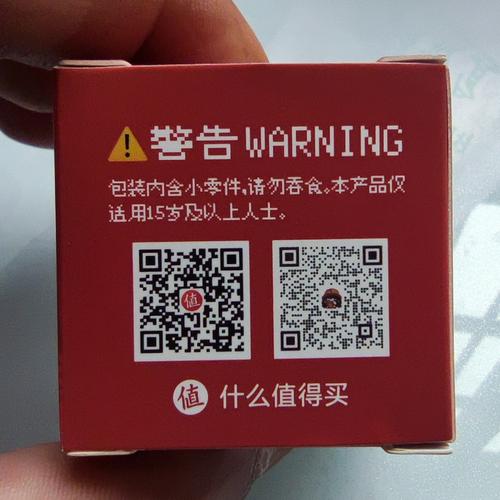 警告 WARNING
包装内含小零件,请勿吞食。本产品仅
适用15岁及以上人士。
值
值 什么值得买